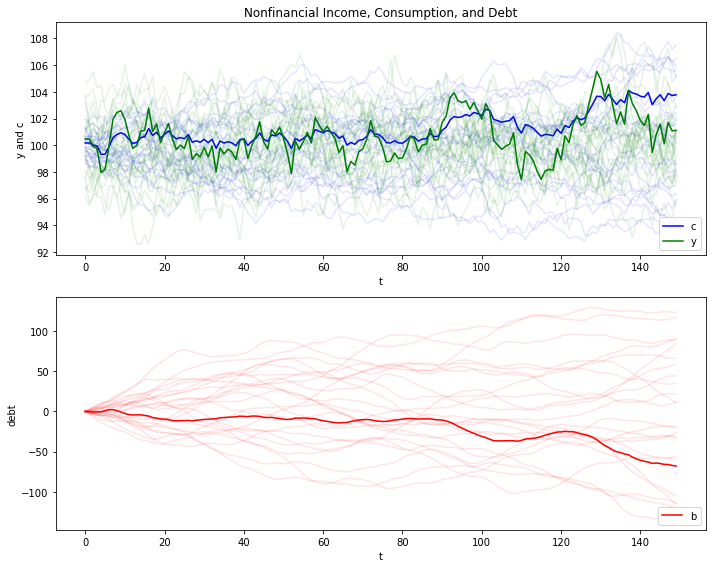 Nonfinancial Income, Consumption, and Debt
108
106
104
102
100
98
96
94
92
y and c
c
y
0 20 40 60 80 100 120 140
t
100
50
0
−50
−100
debt
b
0 20 40 60 80 100 120 140
t